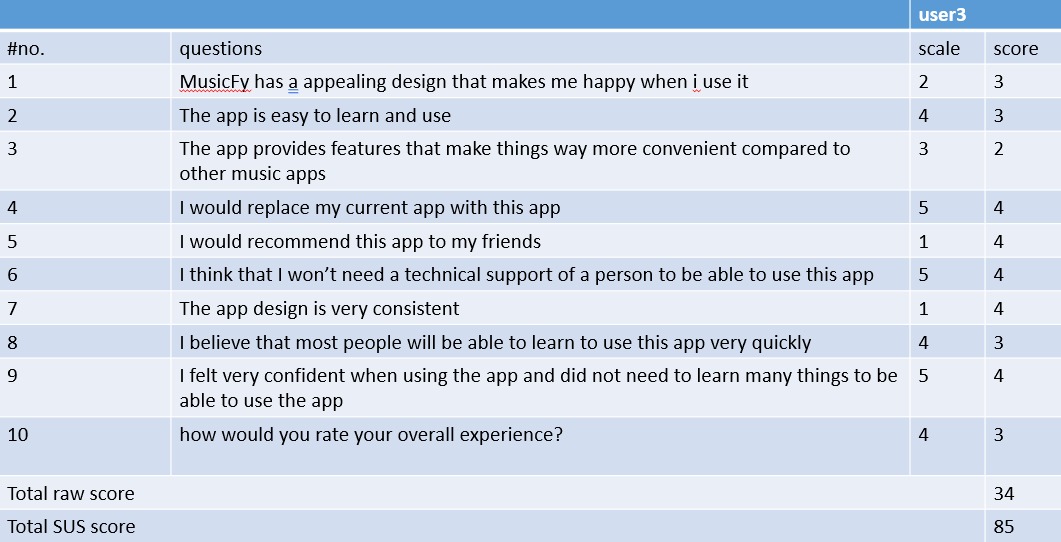 user3
#no. questions scale score
1 MusicFy has a appealing design that makes me happy when i use it 2 3
2 The app is easy to learn and use 4 3
3 The app provides features that make things way more convenient compared to 3 2
other music apps
4 I would replace my current app with this app 5 4
5 I would recommend this app to my friends 1 4
6 I think that I won’t need a technical support of a person to be able to use this app 5 4
7 The app design is very consistent 1 4
8 I believe that most people will be able to learn to use this app very quickly 4 3
9 I felt very confident when using the app and did not need to learn many things to be 5 4
able to use the app
10 how would you rate your overall experience? 4 3
Total raw score 34
Total SUS score 85